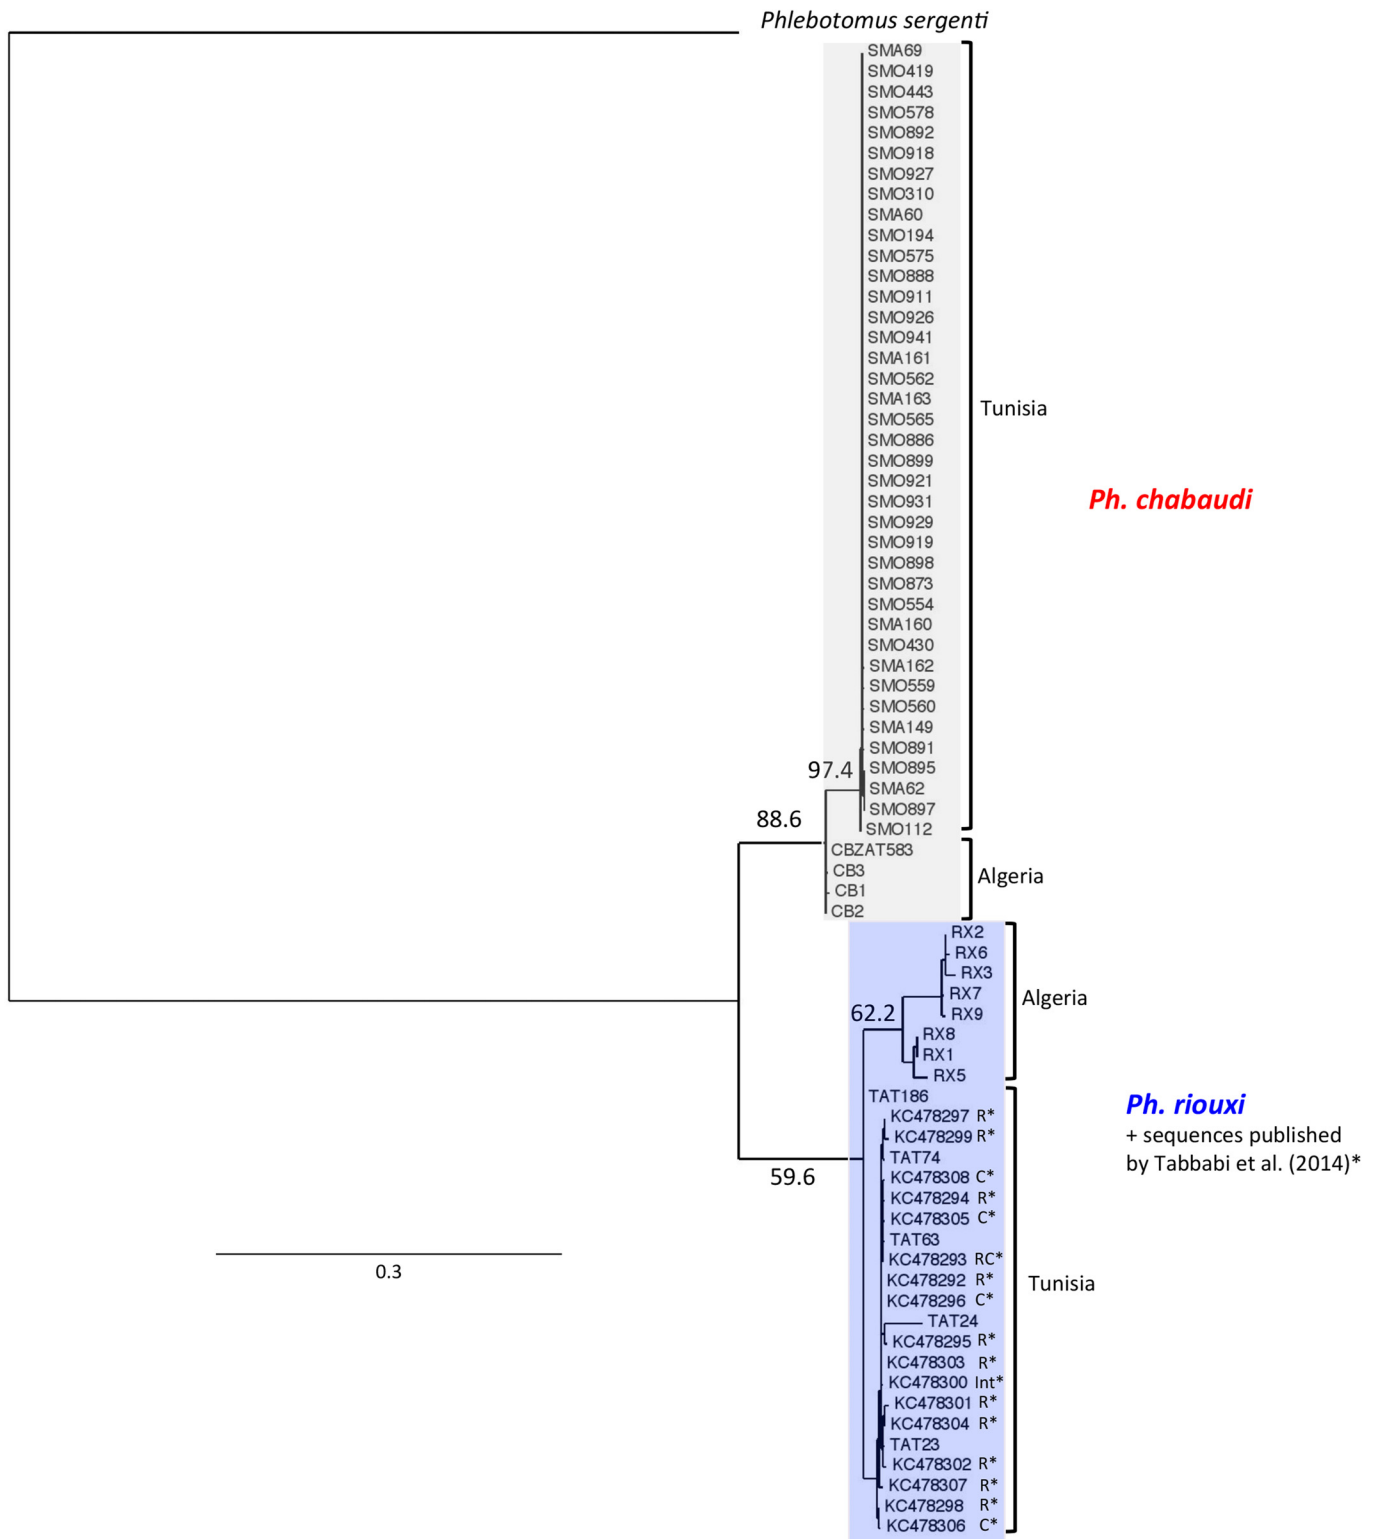 Phlebotomus sergenti
SMA69
SMO419
SMO443
SMO578
SMO892
SMO918
SMO927
SMO310
SMA60
SMO194
SMO575
SMO888
SMO911
SMO926
SMO941
SMA161
SMO562
SMA163
SMO565
SMO886
SMO899
SMO921
SMO931
SMO929
SMO919
SMO898
SMO873
SMO554
SMA160
SMO430
SMA162
SMO559
SMO560
SMA149
SMO891
SMO895
SMA62
SMO897
SMO112
Tunisia
Ph. chabaudi
97.4
88.6
CBZAT583
CB3
CB1
CB2
Algeria
RX2
RX6
RX3
RX7
RX9
RX8
RX1
RX5
Algeria
62.2
TAT186
KC478297 R*
KC478299 R*
TAT74
KC478308 C*
KC478294 R*
KC478305 C*
TAT63
KC478293 RC*
KC478292 R*
KC478296 C*
TAT24
KC478295 R*
KC478303 R*
KC478300 Int*
KC478301 R*
KC478304 R*
TAT23
KC478302 R*
KC478307 R*
KC478298 R*
KC478306 C*
Tunisia
Ph. riouxi
+ sequences published
by Tabbabi et al. (2014)*
59.6
0.3